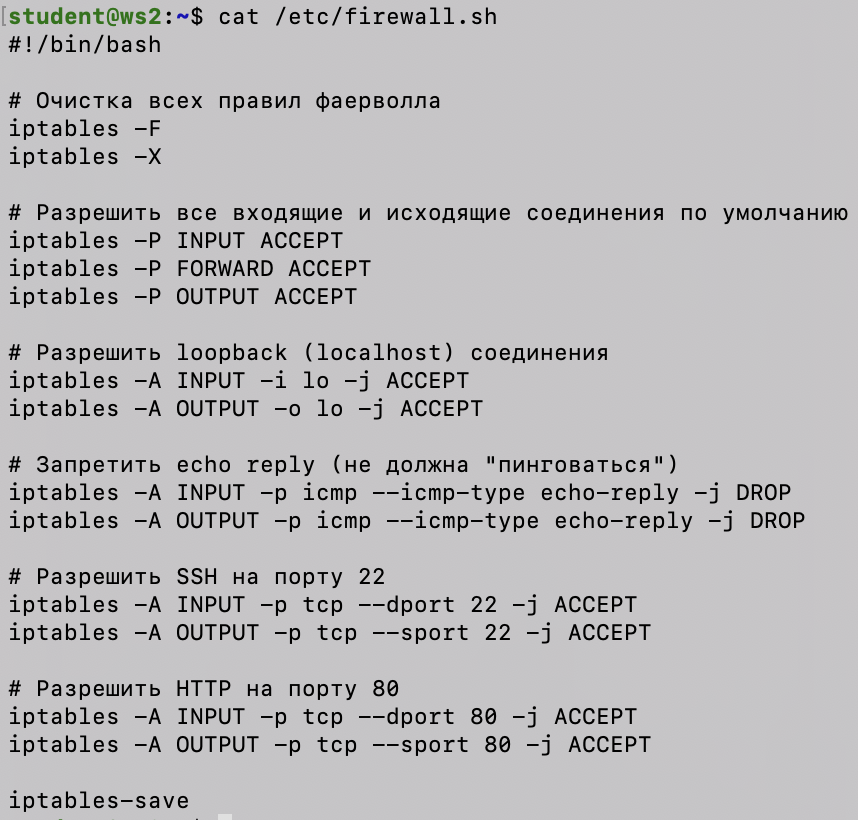 student@ws2:~$ cat /etc/firewall.sh
#!/bin/bash

# Очистка всех правил фаерволла
iptables -F
iptables -X

# Разрешить все входящие и исходящие соединения по умолчанию
iptables -P INPUT ACCEPT
iptables -P FORWARD ACCEPT
iptables -P OUTPUT ACCEPT

# Разрешить loopback (localhost) соединения
iptables -A INPUT -i lo -j ACCEPT
iptables -A OUTPUT -o lo -j ACCEPT

# Запретить echo reply (не должна "пинговаться")
iptables -A INPUT -p icmp --icmp-type echo-reply -j DROP
iptables -A OUTPUT -p icmp --icmp-type echo-reply -j DROP

# Разрешить SSH на порту 22
iptables -A INPUT -p tcp --dport 22 -j ACCEPT
iptables -A OUTPUT -p tcp --sport 22 -j ACCEPT

# Разрешить HTTP на порту 80
iptables -A INPUT -p tcp --dport 80 -j ACCEPT
iptables -A OUTPUT -p tcp --sport 80 -j ACCEPT

iptables-save